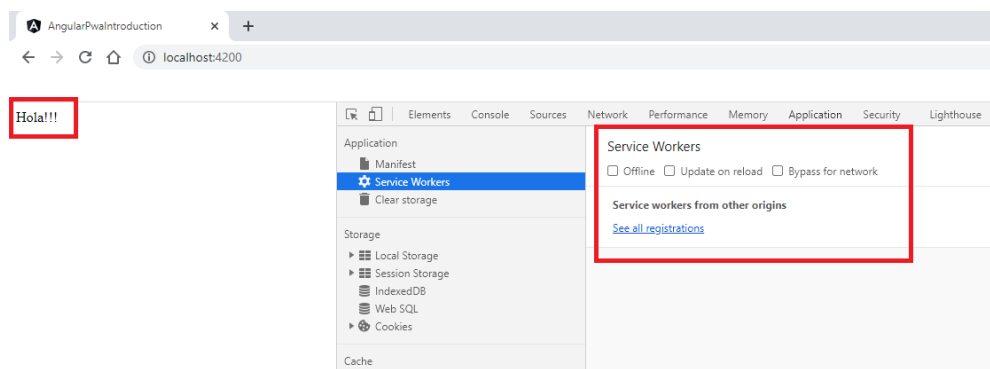 AngularPwaIntroduction
localhost:4200
Hola!!!
Elements Console Sources Network Performance Memory Application Security Lighthouse
Application
Manifest
Service Workers
Clear storage
Storage
Local Storage
Session Storage
IndexedDB
Web SQL
Cookies
Cache
Service Workers
Offline Update on reload Bypass for network
Service workers from other origins
See all registrations